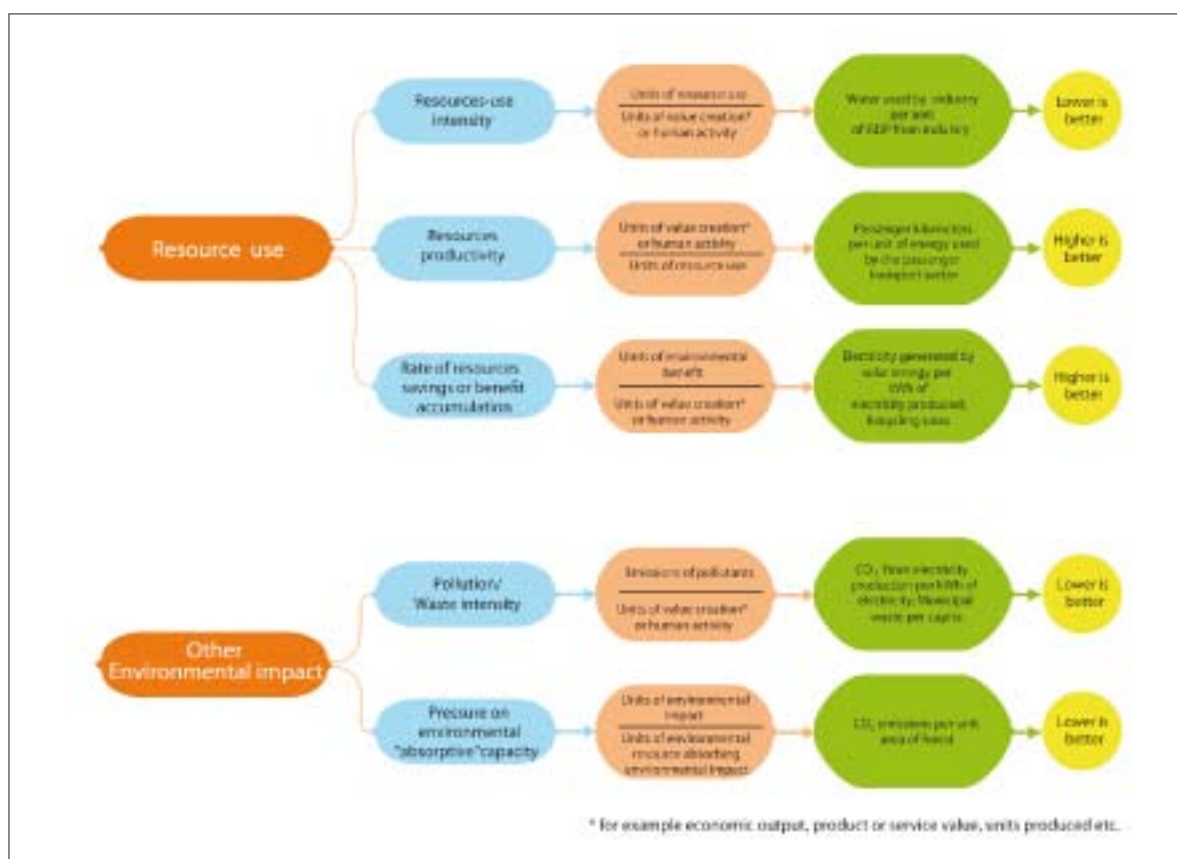 Resources-use
intensity
Units of resource use
Units of value creation*
or human activity
Water used by industry
per unit
of GDP from industry
Lower is
better
Resource use
Resources
productivity
Units of value creation*
or human activity
Units of resource use
Passenger kilometers
per unit of energy used
by the passenger
transport sector
Higher is
better
Rate of resources
savings or benefit
accumulation
Units of environmental
benefit
Units of value creation*
or human activity
Electricity generated by
solar energy per
kWh of
electricity produced;
Recycling rates
Higher is
better
Other
Environmental impact
Pollution/
Waste intensity
Emissions of pollutants
Units of value creation*
or human activity
CO₂ from electricity
production per kWh of
electricity; Municipal
waste per capita
Lower is
better
Pressure on
environmental
"absorptive"capacity
Units of environmental
impact
Units of environmental
resource absorbing
environmental impact
CO₂ emissions per unit
area of forest
Lower is
better
* for example economic output, product or service value, units produced etc.